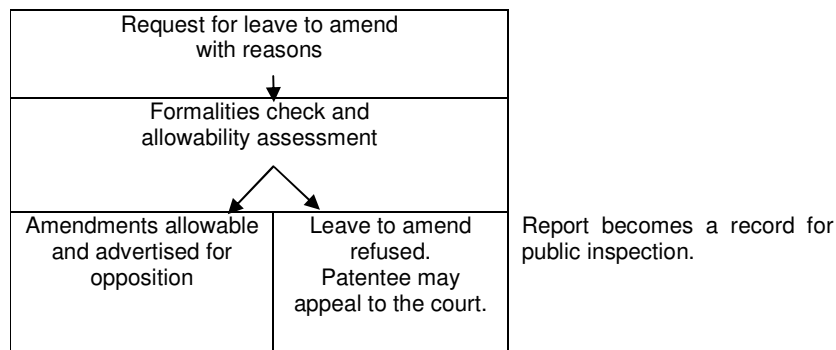 Request for leave to amend
with reasons
Formalities check and
allowability assessment
Amendments allowable
and advertised for
opposition
Leave to amend
refused.
Patentee may
appeal to the court.
Report becomes a record for
public inspection.